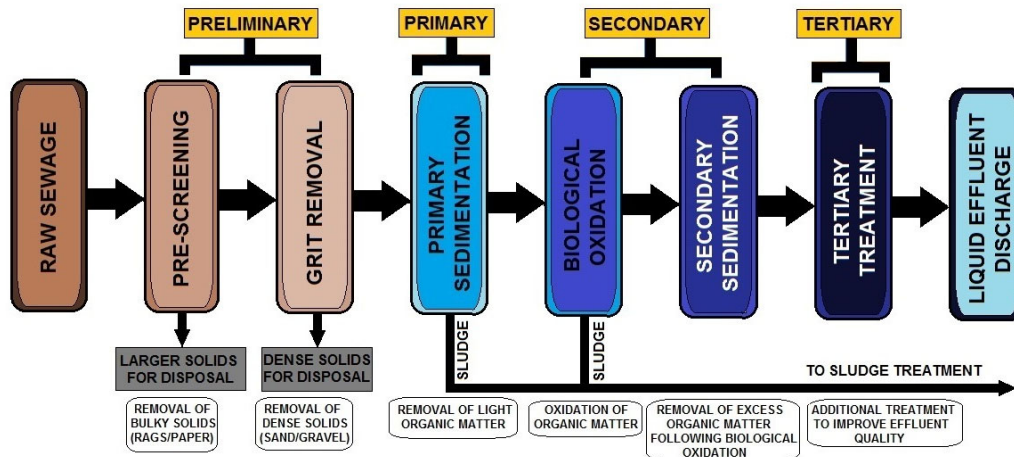 PRELIMINARY
PRIMARY
SECONDARY
TERTIARY
RAW SEWAGE
PRE-SCREENING
GRIT REMOVAL
PRIMARY
SEDIMENTATION
BIOLOGICAL
OXIDATION
SECONDARY
SEDIMENTATION
TERTIARY
TREATMENT
LIQUID EFFLUENT
DISCHARGE
LARGER SOLIDS
FOR DISPOSAL
DENSE SOLIDS
FOR DISPOSAL
SLUDGE
SLUDGE
TO SLUDGE TREATMENT
REMOVAL OF
BULKY SOLIDS
(RAGS/PAPER)
REMOVAL OF
DENSE SOLIDS
(SAND/GRAVEL)
REMOVAL OF LIGHT
ORGANIC MATTER
OXIDATION OF
ORGANIC MATTER
REMOVAL OF EXCESS
ORGANIC MATTER
FOLLOWING BIOLOGICAL
OXIDATION
ADDITIONAL TREATMENT
TO IMPROVE EFFLUENT
QUALITY